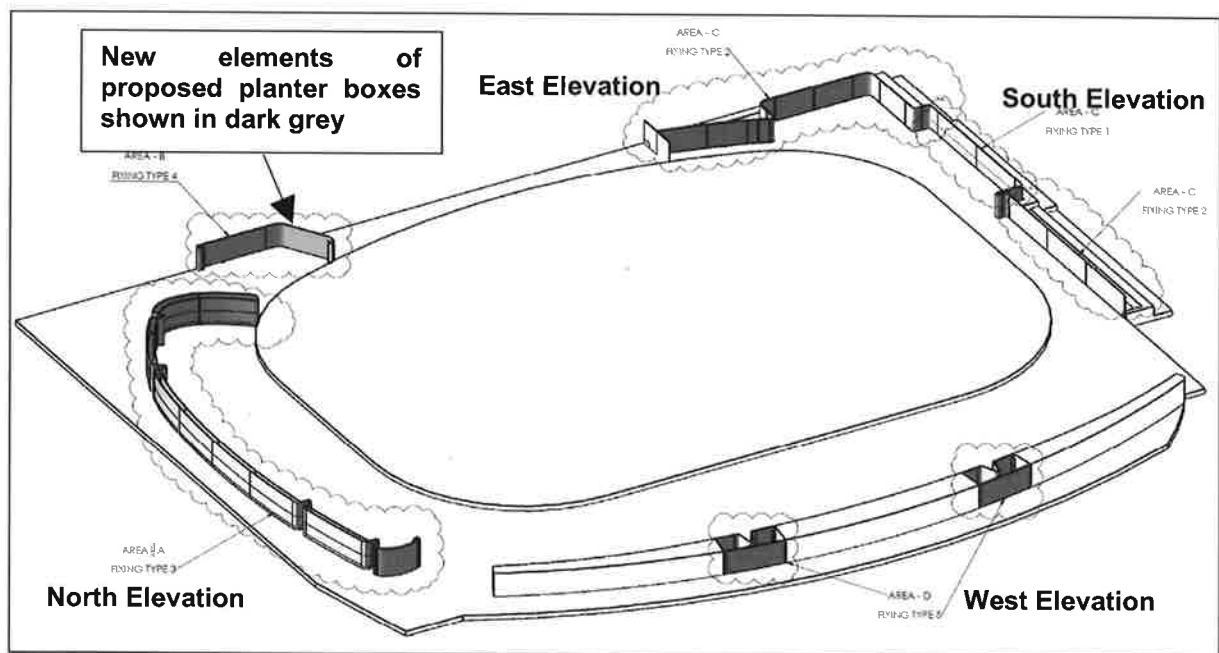 New elements of
proposed planter boxes
shown in dark grey
AREA - C
FIXING TYPE 2
East Elevation
South Elevation
AREA - C
FIXING TYPE 1
AREA - B
FIXING TYPE 4
AREA - C
FIXING TYPE 2
AREA - A
FIXING TYPE 3
North Elevation
AREA - D
FIXING TYPE 5
West Elevation